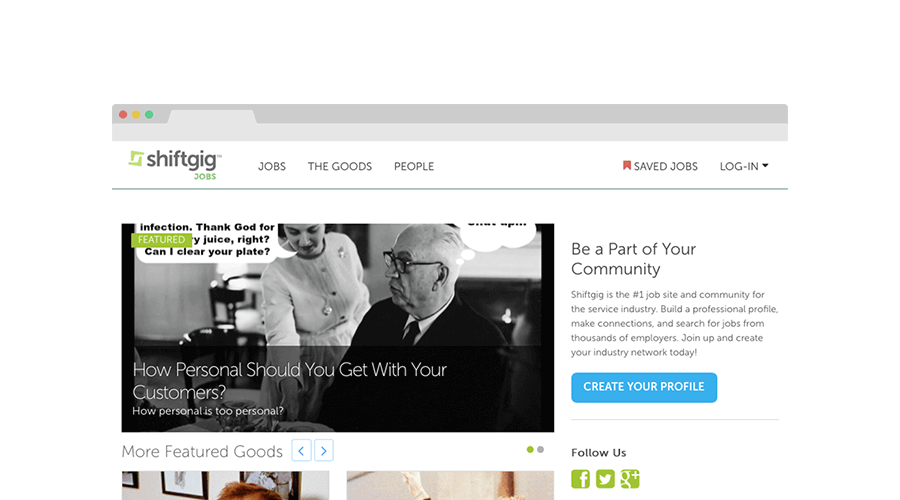 shiftgig™
JOBS
JOBS
THE GOODS
PEOPLE
SAVED JOBS
LOG-IN
infection. Thank God for
y juice, right?
Can I clear your plate?
FEATURED
How Personal Should You Get With Your
Customers?
How personal is too personal?
Be a Part of Your
Community
Shiftgig is the #1 job site and community for
the service industry. Build a professional profile,
make connections, and search for jobs from
thousands of employers. Join up and create
your industry network today!
CREATE YOUR PROFILE
More Featured Goods
Follow Us